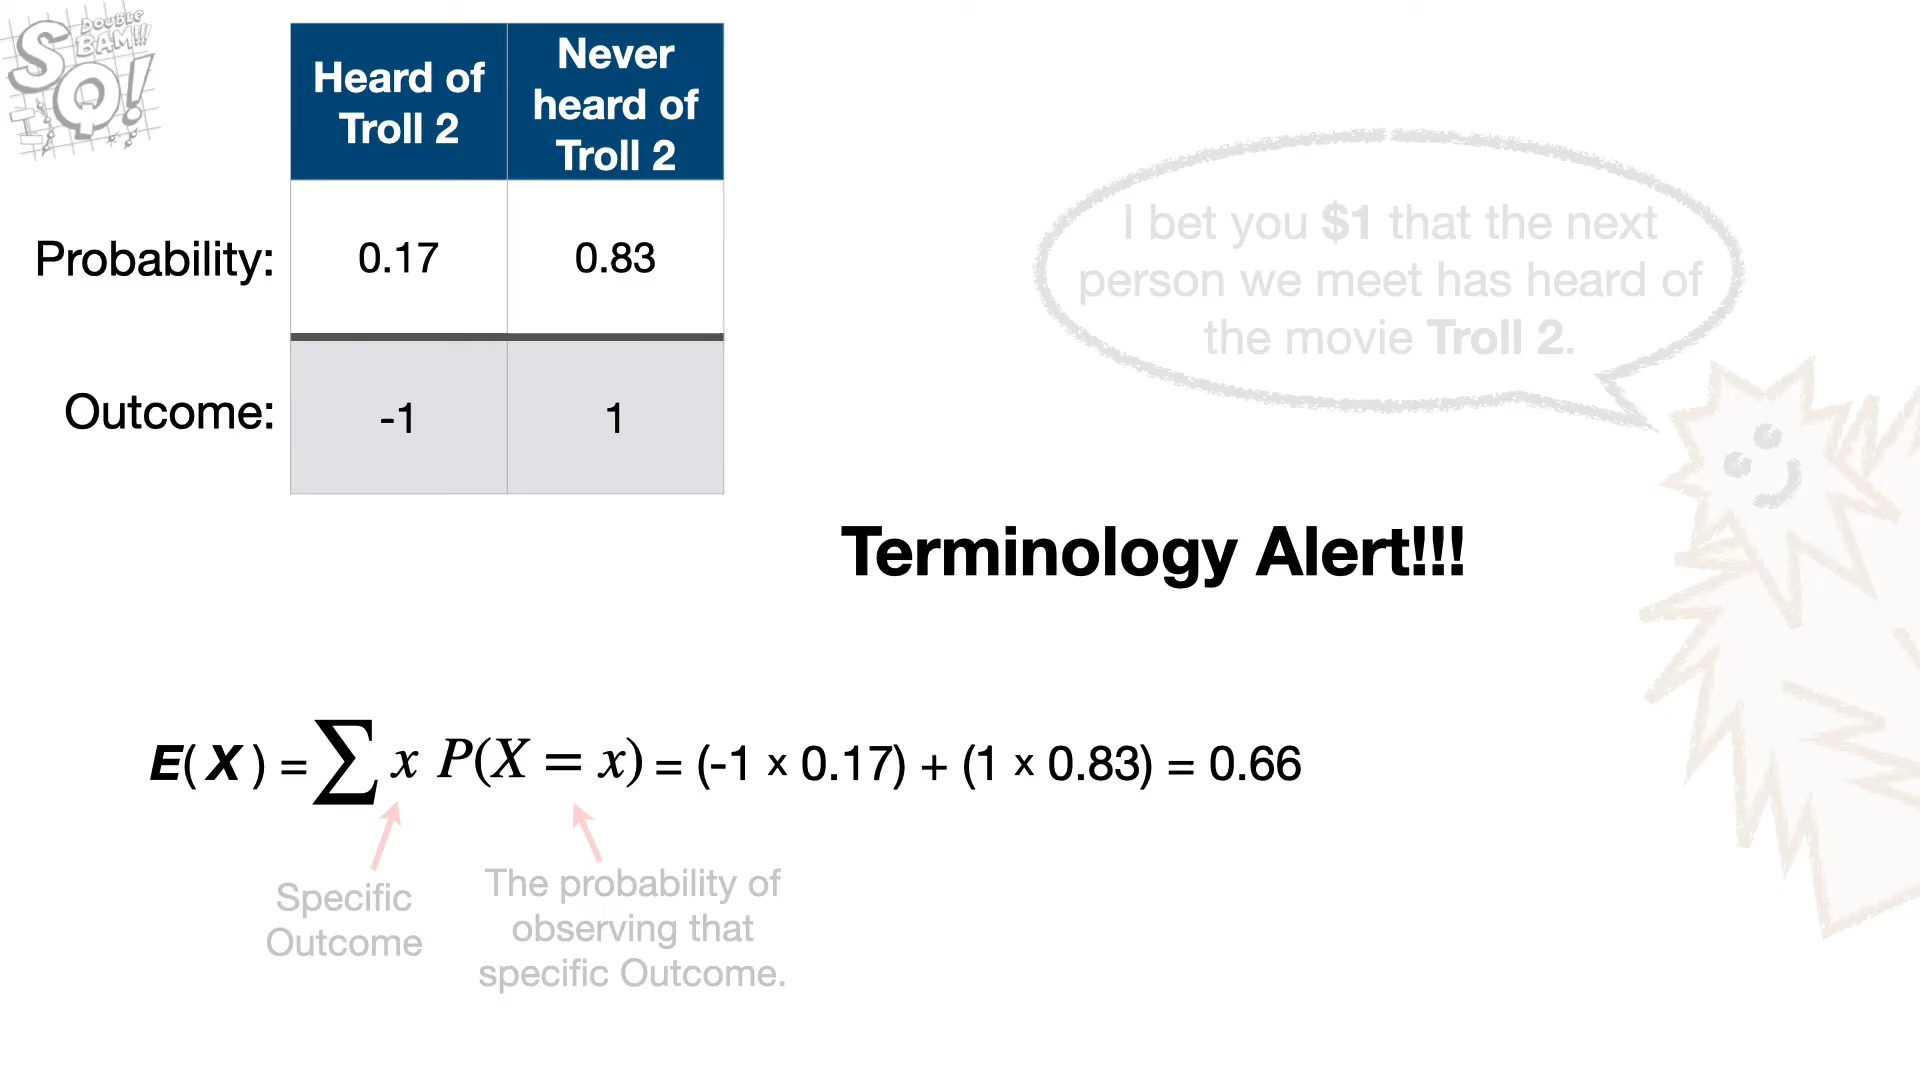 DOUBLE
BAM!!!
SQ!
Heard of
Troll 2
Never
heard of
Troll 2
Probability: 0.17 0.83
Outcome: -1 1
I bet you $1 that the next
person we meet has heard of
the movie Troll 2.
Terminology Alert!!!
E( X ) = ∑ x P(X = x) = (-1 x 0.17) + (1 x 0.83) = 0.66
Specific
Outcome
The probability of
observing that
specific Outcome.